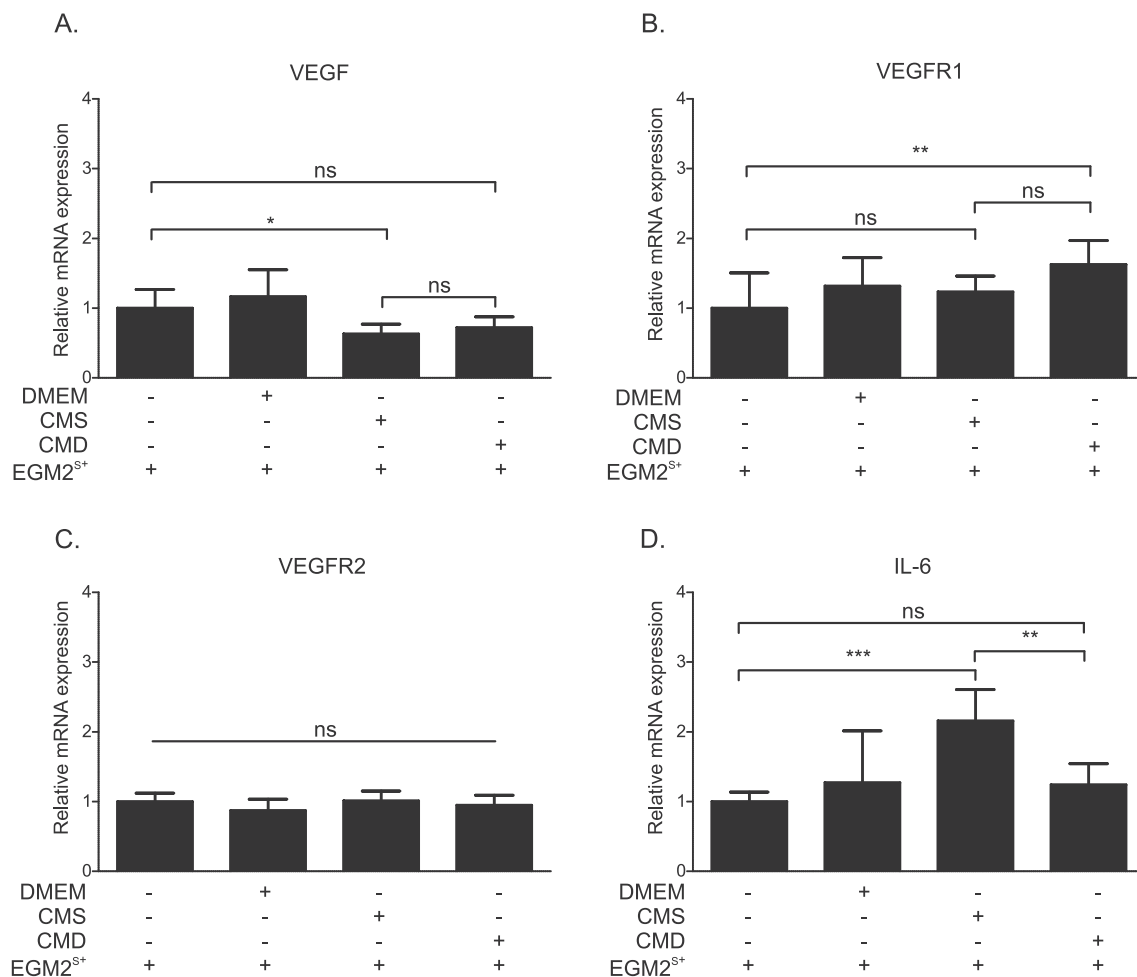 A.
VEGF
Relative mRNA expression
4
3
2
1
0
ns
*
ns
DMEM - + - -
CMS - - + -
CMD - - - +
EGM2S+ + + + +
B.
VEGFR1
Relative mRNA expression
4
3
2
1
0
**
ns
ns
DMEM - + - -
CMS - - + -
CMD - - - +
EGM2S+ + + + +
C.
VEGFR2
Relative mRNA expression
4
3
2
1
0
ns
DMEM - + - -
CMS - - + -
CMD - - - +
EGM2S+ + + + +
D.
IL-6
Relative mRNA expression
4
3
2
1
0
ns
**
***
DMEM - + - -
CMS - - + -
CMD - - - +
EGM2S+ + + + +